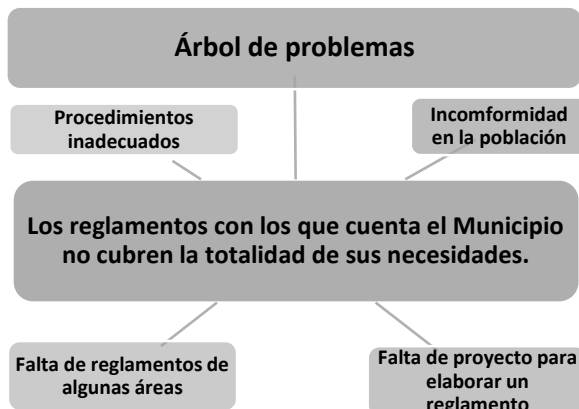 Árbol de problemas
Procedimientos
inadecuados
Incomformidad
en la población
Los reglamentos con los que cuenta el Municipio
no cubren la totalidad de sus necesidades.
Falta de reglamentos de
algunas áreas
Falta de proyecto para
elaborar un
reglamento